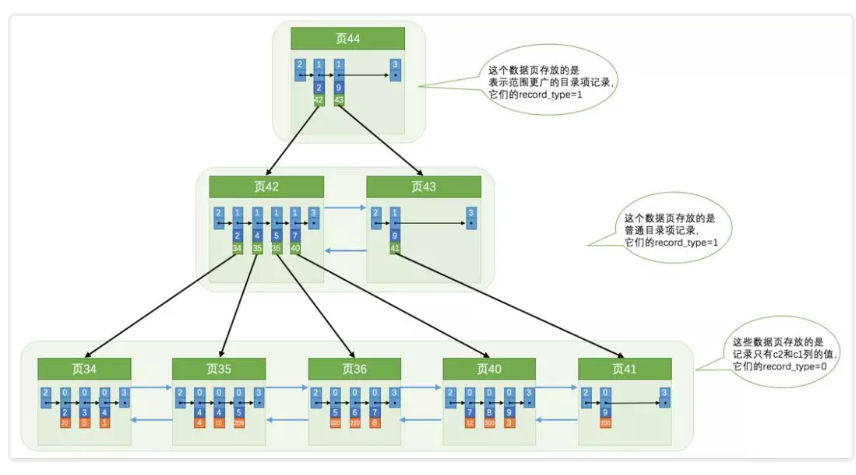 页44
2 1 1 3
2 9
42 43
这个数据页存放的是
表示范围更广的目录项记录,
它们的record_type=1
页42
2 1 1 1 1 3
2 4 5 7
34 35 36 40
页43
2 1 3
9
41
这个数据页存放的是
普通目录项记录,
它们的record_type=1
页34
2 0 0 0 3
2 3 4
5 1
页35
2 0 0 0 3
4 4 5
4
页36
2 0 0 0 3
5 6 7
8
页40
2 0 0 0 3
7 8 9
12 300 3
页41
2 0 3
9
这些数据页存放的是
记录只有c2和c1列的值,
它们的record_type=0